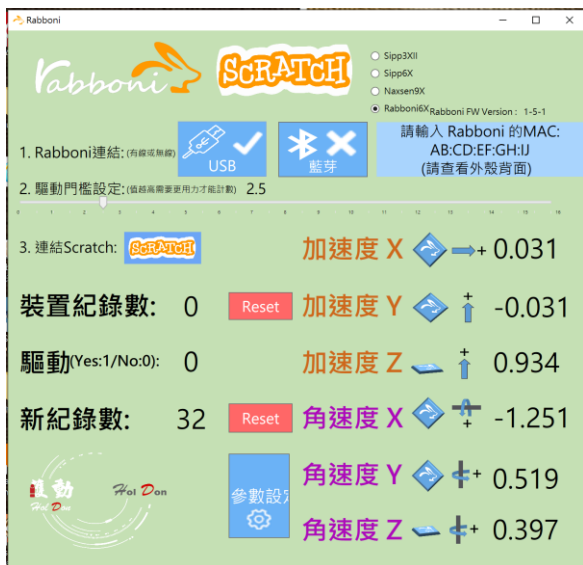 Rabboni
rabboni
SCRATCH
Sipp3XII
Sipp6X
Naxsen9X
Rabboni6X
Rabboni FW Version : 1-5-1
1. Rabboni連結: (有線或無線)
USB
藍芽
請輸入 Rabboni 的MAC:
AB:CD:EF:GH:IJ
(請查看外殼背面)
2. 驅動門檻設定: (值越高需要更用力才能計數) 2.5
0 1 2 3 4 5 6 7 8 9 10 11 12 13 14 15 16
3. 連結Scratch: SCRATCH
加速度 X + 0.031
裝置紀錄數: 0 Reset
加速度 Y + -0.031
驅動(Yes:1/No:0): 0
加速度 Z + 0.934
新紀錄數: 32 Reset
角速度 X + -1.251
動 Hol Don
Hol Don
參數設定
角速度 Y + 0.519
角速度 Z + 0.397